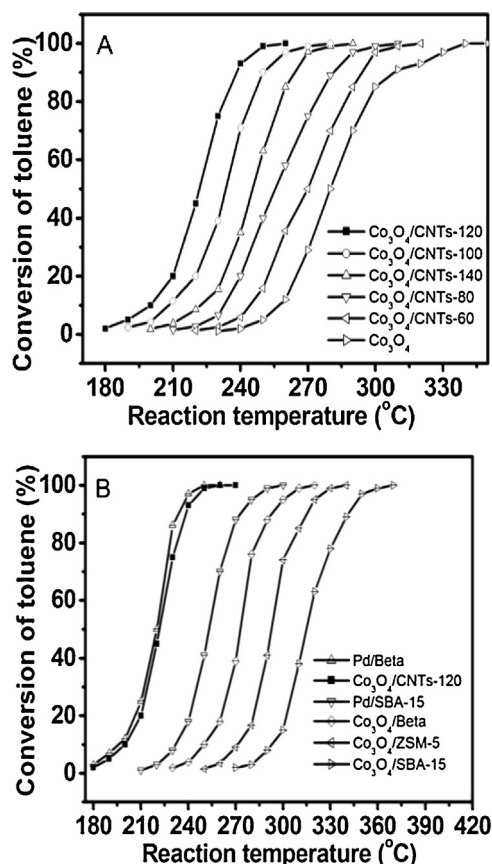 A
Conversion of toluene (%)
100
80
60
40
20
0
Co₃O₄/CNTs-120
Co₃O₄/CNTs-100
Co₃O₄/CNTs-140
Co₃O₄/CNTs-80
Co₃O₄/CNTs-60
Co₃O₄
180 210 240 270 300 330
Reaction temperature (°C)
B
Conversion of toluene (%)
100
80
60
40
20
0
Pd/Beta
Co₃O₄/CNTs-120
Pd/SBA-15
Co₃O₄/Beta
Co₃O₄/ZSM-5
Co₃O₄/SBA-15
180 210 240 270 300 330 360 390 420
Reaction temperature (°C)